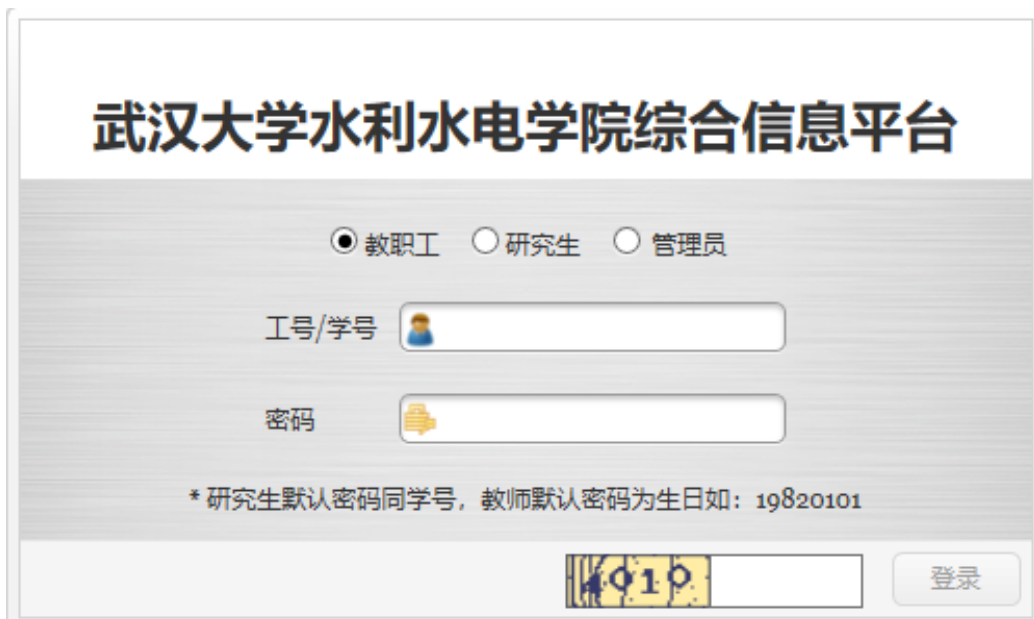 武汉大学水利水电学院综合信息平台
教职工 研究生 管理员
工号/学号
密码
* 研究生默认密码同学号，教师默认密码为生日如：19820101
4010 登录